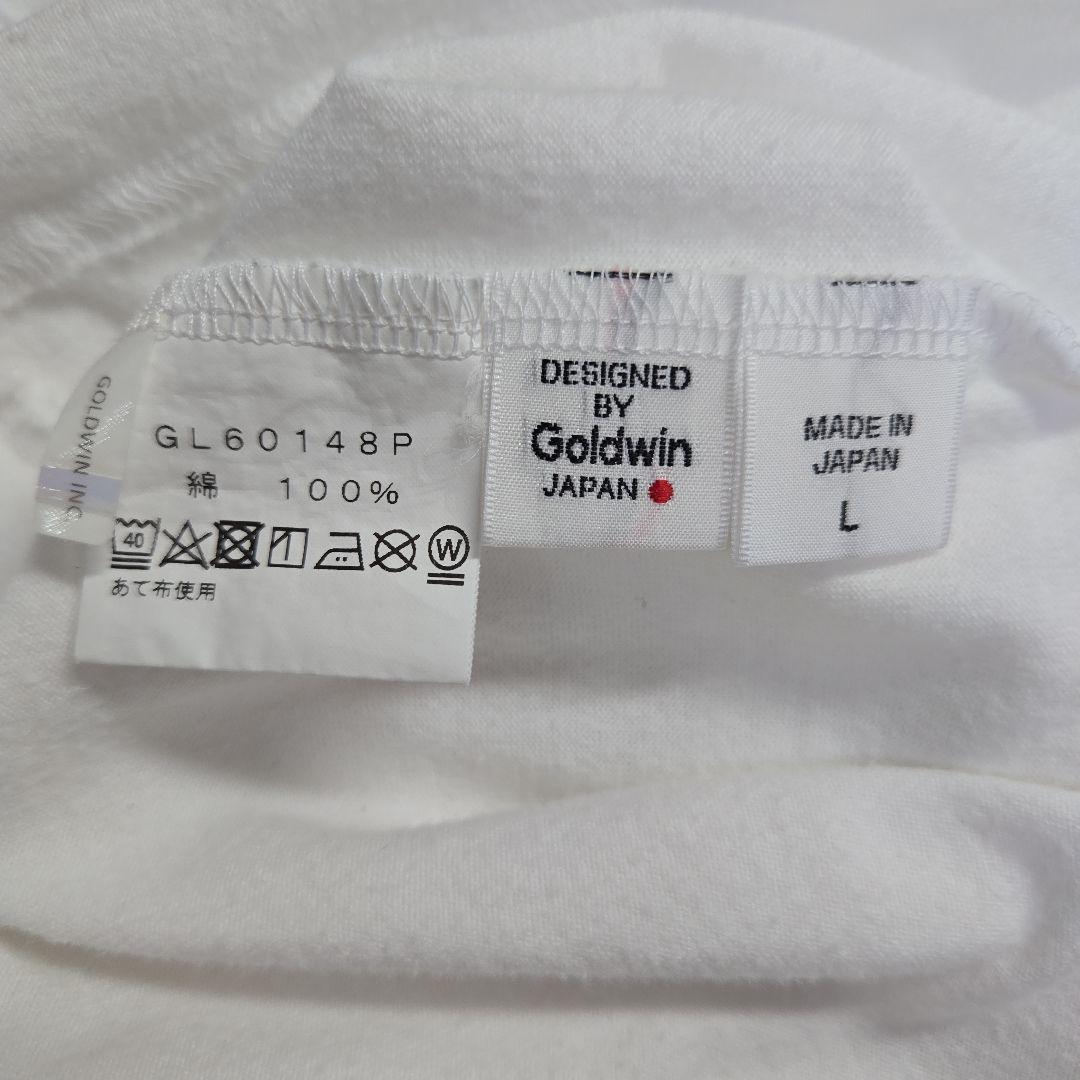 GL60148P
綿 100%
40
W
あて布使用
GOLDWIN INC
DESIGNED
BY
Goldwin
JAPAN
MADE IN
JAPAN
L